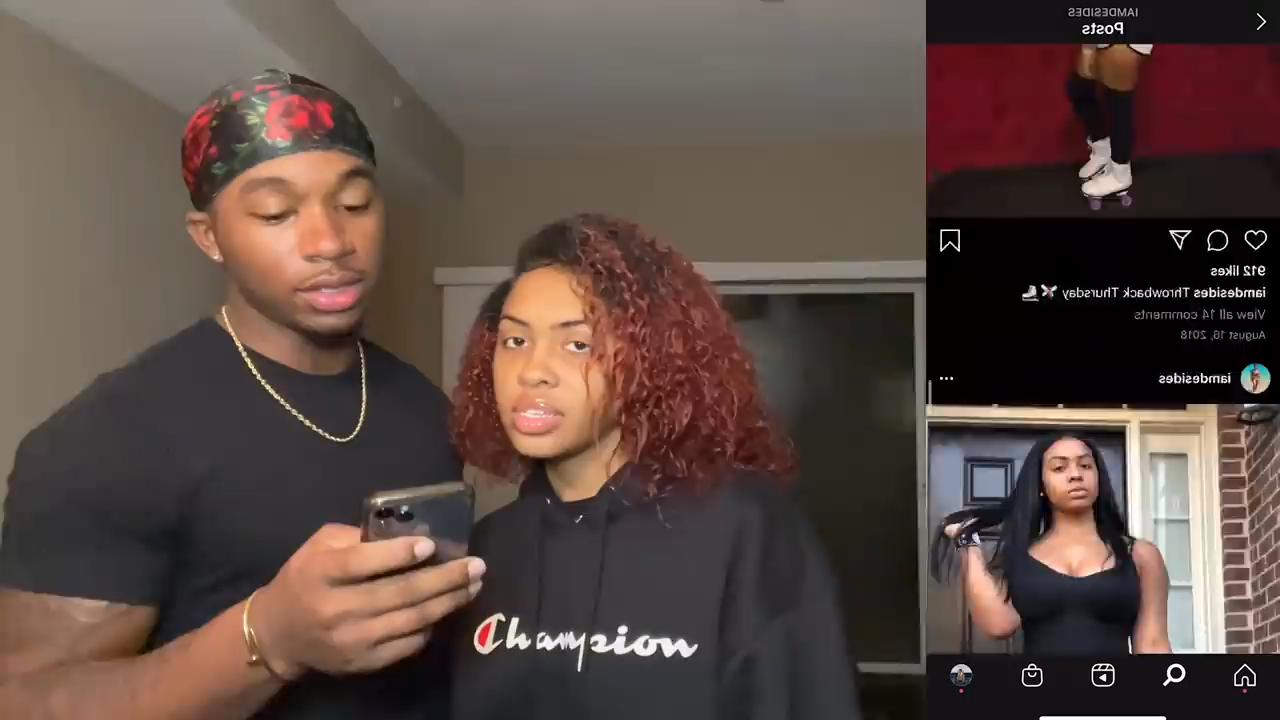 Champion
IAMDESIDES
Posts
912 likes
iamdesides Throwback Thursday
View all 14 comments
August 16, 2018
iamdesides